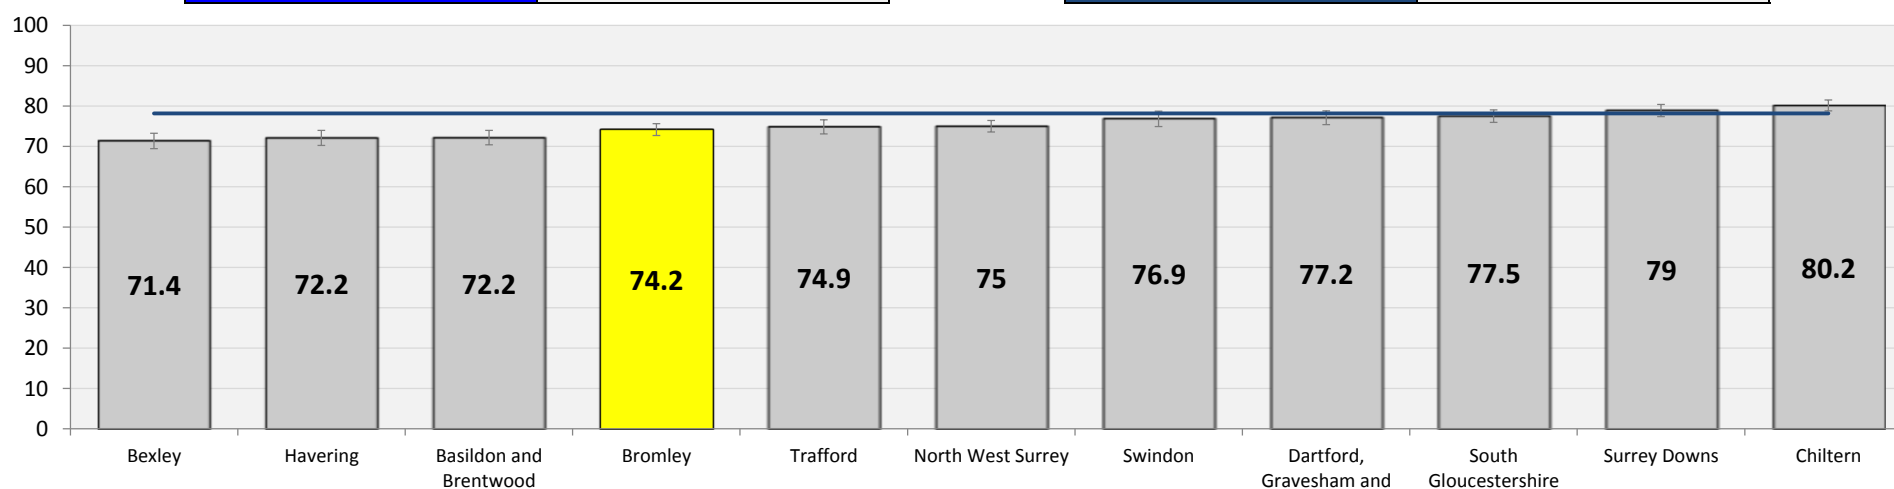 100
90
80
70
60
50
40
30
20
10
0
71.4
72.2
72.2
74.2
74.9
75
76.9
77.2
77.5
79
80.2
Bexley
Havering
Basildon and
Brentwood
Bromley
Trafford
North West Surrey
Swindon
Dartford,
Gravesham and
South
Gloucestershire
Surrey Downs
Chiltern